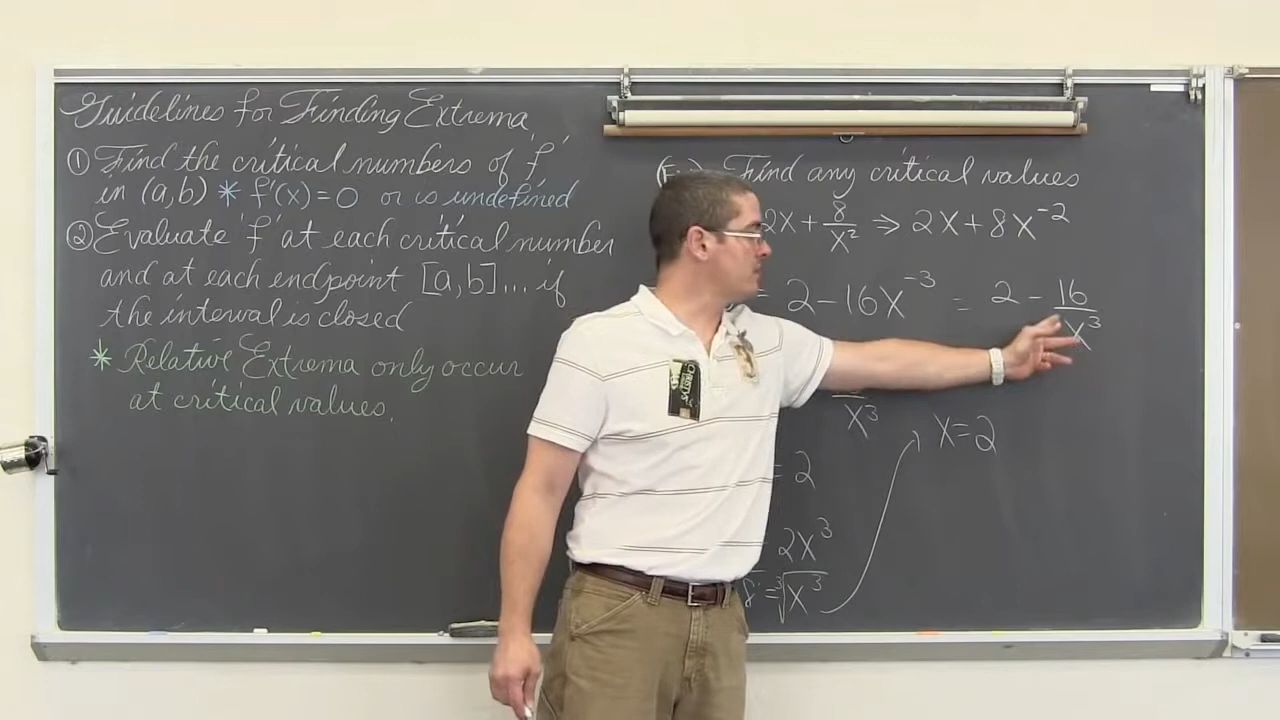 Guidelines for Finding Extrema
① Find the critical numbers of 'f'
in (a,b) * f'(x)=0 or is undefined
② Evaluate 'f' at each critical number
and at each endpoint [a,b]... if
the interval is closed
* Relative Extrema only occur
at critical values.
Find any critical values
2x + 8/x² ⇒ 2x + 8x⁻²
= 2 - 16x⁻³ = 2 - 16/x³
x³
x=2
= 2
2x³
8 = ³√x³
CHRIST'S